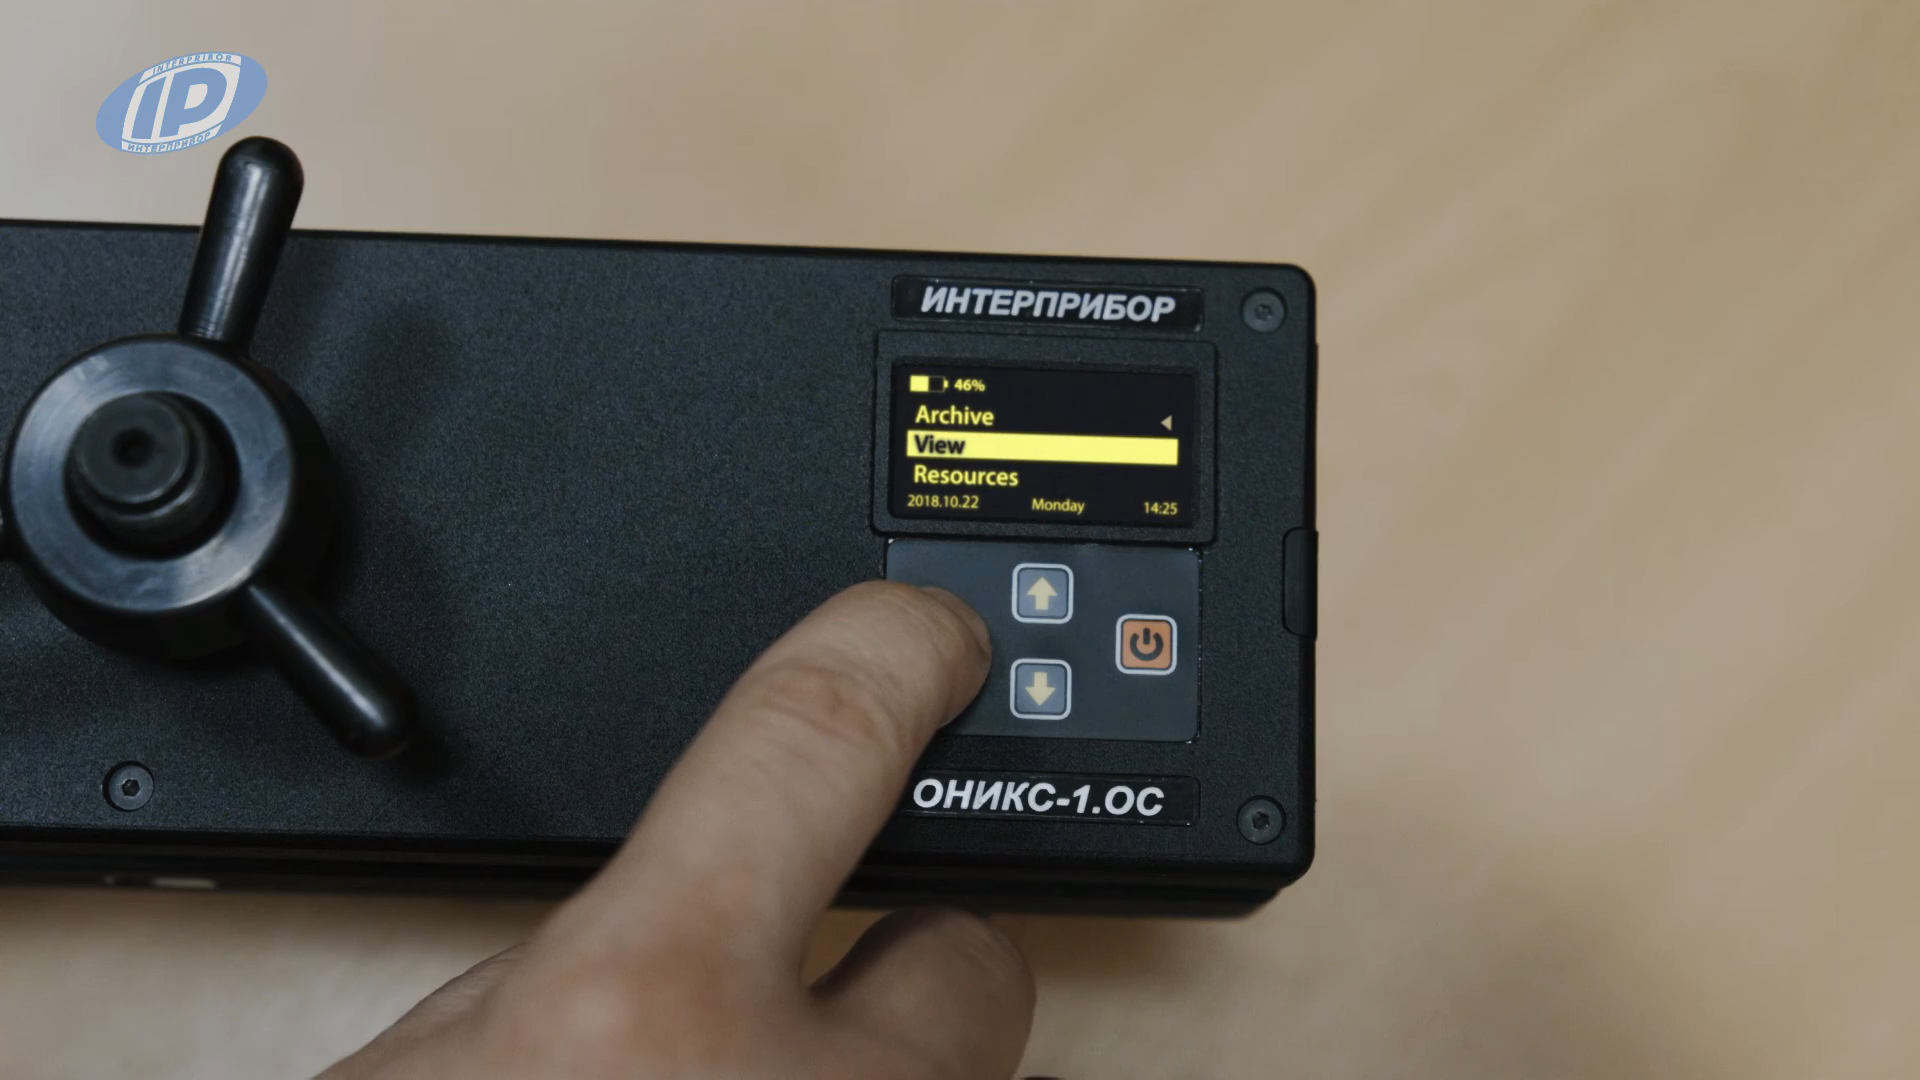 INTERPRIBOR
IP
ИНТЕРПРИБОР
ИНТЕРПРИБОР
46%
Archive
View
Resources
2018.10.22 Monday 14:25
ОНИКС-1.ОС